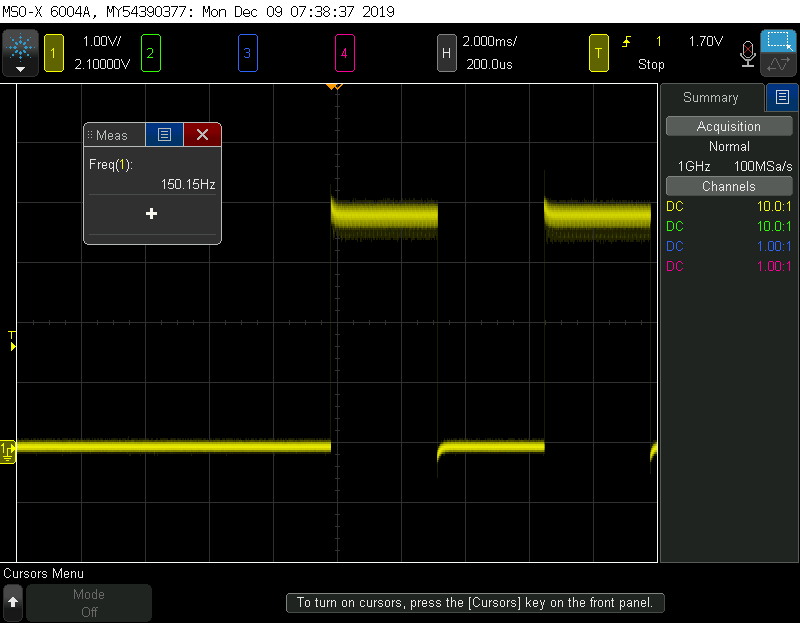 MSO-X 6004A, MY54390377: Mon Dec 09 07:38:37 2019
1 1.00V/ 2.10000V 2 3 4 H 2.000ms/ 200.0us T 1 1.70V Stop
Summary
Meas
Freq(1):
150.15Hz
Acquisition
Normal
1GHz 100MSa/s
Channels
DC 10.0:1
DC 10.0:1
DC 1.00:1
DC 1.00:1
T
1
Cursors Menu
Mode
Off
To turn on cursors, press the [Cursors] key on the front panel.